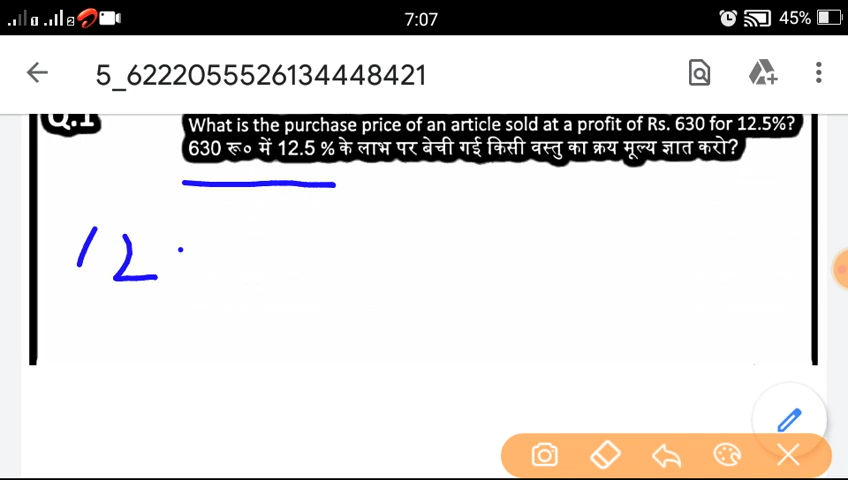 7:07
45%
5_6222055526134448421
Q.1
What is the purchase price of an article sold at a profit of Rs. 630 for 12.5%?
630 रू० में 12.5 % के लाभ पर बेची गई किसी वस्तु का क्रय मूल्य ज्ञात करो?
12.